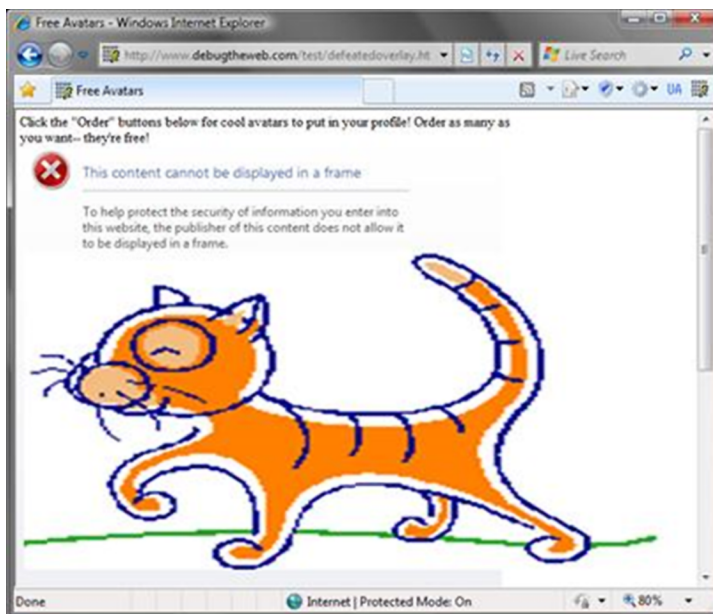 Free Avatars - Windows Internet Explorer
http://www.debugtheweb.com/test/defeatedoverlay.ht
Live Search
Free Avatars
UA
Click the "Order" buttons below for cool avatars to put in your profile! Order as many as
you want-- they're free!
This content cannot be displayed in a frame
To help protect the security of information you enter into
this website, the publisher of this content does not allow it
to be displayed in a frame.
Done
Internet | Protected Mode: On
80%